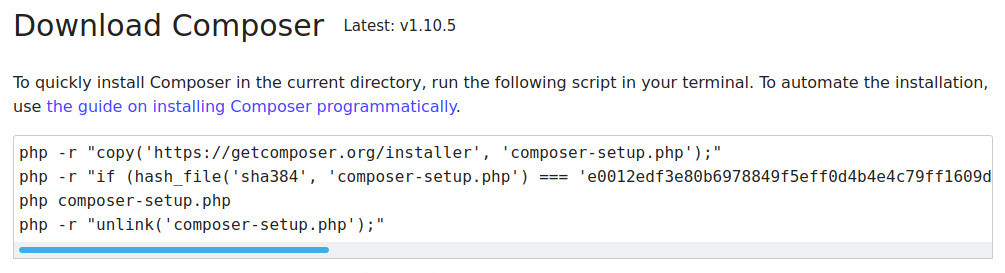 Download Composer Latest: v1.10.5
To quickly install Composer in the current directory, run the following script in your terminal. To automate the installation,
use the guide on installing Composer programmatically.
php -r "copy('https://getcomposer.org/installer', 'composer-setup.php');"
php -r "if (hash_file('sha384', 'composer-setup.php') === 'e0012edf3e80b6978849f5eff0d4b4e4c79ff1609d
php composer-setup.php
php -r "unlink('composer-setup.php');"